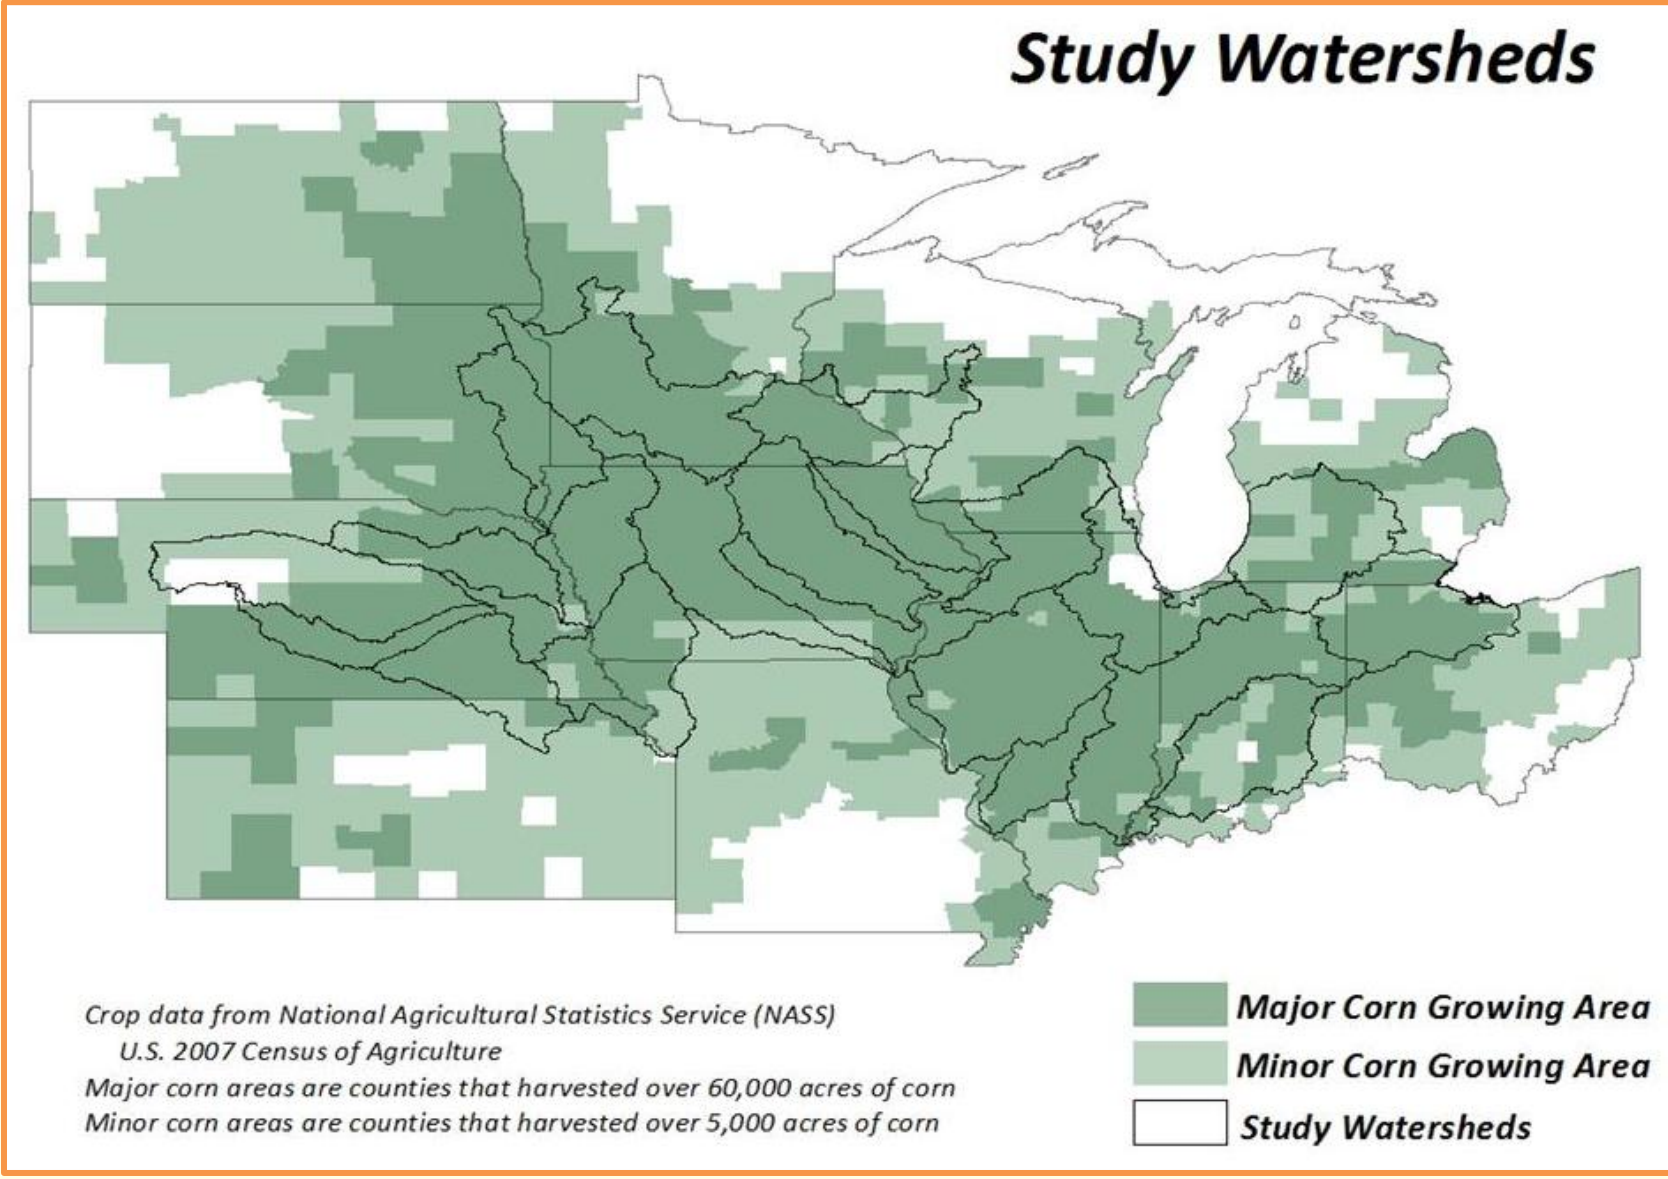 Study Watersheds
Crop data from National Agricultural Statistics Service (NASS)
U.S. 2007 Census of Agriculture
Major corn areas are counties that harvested over 60,000 acres of corn
Minor corn areas are counties that harvested over 5,000 acres of corn
Major Corn Growing Area
Minor Corn Growing Area
Study Watersheds